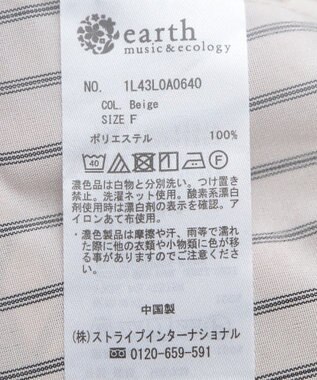 earth
music&ecology
NO. 1L43L0A0640
COL. Beige
SIZE F
ポリエステル 100%
40
F
濃色品は白物と分別洗い。つけ置き
禁止。洗濯ネット使用。酸素系漂白
剤使用時は漂白剤の表示を確認。ア
イロンあて布使用。
・濃色製品は摩擦や汗、雨等で濡れ
た際に他の衣類や小物類に色が移
る事がありますのでご注意くださ
い。
中国製
(株)ストライプインターナショナル
0120-659-591